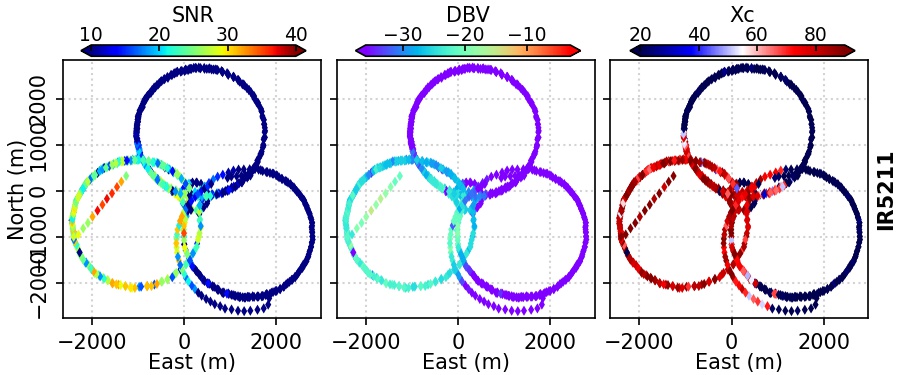 SNR DBV Xc
10 20 30 40 −30 −20 −10 20 40 60 80
2000
1000
0
−1000
−2000
North (m)
−2000 0 2000 −2000 0 2000 −2000 0 2000
East (m) East (m) East (m)
IR5211